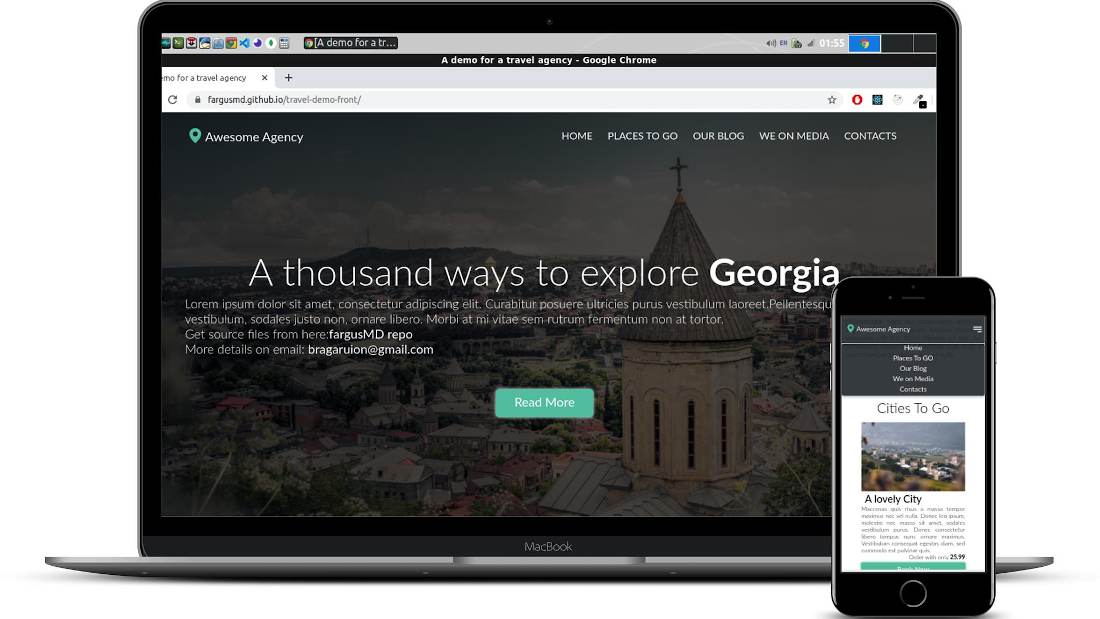 [A demo for a tr...
EN
01:55
A demo for a travel agency - Google Chrome
mo for a travel agency
fargusmd.github.io/travel-demo-front/
Awesome Agency
HOME PLACES TO GO OUR BLOG WE ON MEDIA CONTACTS
A thousand ways to explore Georgia
Lorem ipsum dolor sit amet, consectetur adipiscing elit. Curabitur posuere ultricies purus vestibulum laoreet.Pellentesqu
vestibulum, sodales justo non, ornare libero. Morbi at mi vitae sem rutrum fermentum non at tortor.
Get source files from here:fargusMD repo
More details on email: bragaruion@gmail.com
Read More
MacBook
Awesome Agency
Home
Places To GO
Our Blog
We on Media
Contacts
Cities To Go
A lovely City
Maecenas quis risus a massa tempor
maximus nec vel nulla. Donec leo ipsum,
molestie nec massa sit amet, sodales
vestibulum purus. Donec consectetur
libero tempus nunc ornare maximus.
Vestibulum consequat egestas diam, sed
commodo est pulvinar quis.
Order with only 25.99
Book Now